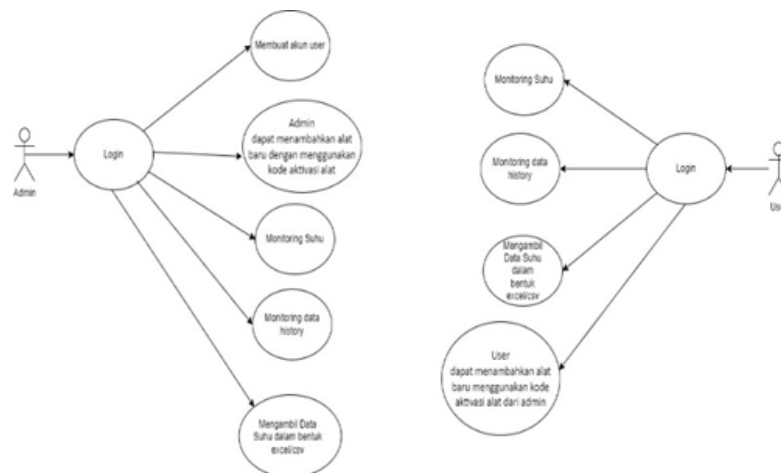 Membuat akun user
Admin
dapat menambahkan alat
baru dengan menggunakan
kode aktivasi alat
Login
Admin
Monitoring Suhu
Monitoring data
history
Mengambil Data
Suhu dalam bentuk
excel/csv
Monitoring Suhu
Monitoring data
history
Login
Use
Mengambil
Data Suhu
dalam
bentuk
excel/csv
User
dapat menambahkan alat
baru menggunakan kode
aktivasi alat dari admin